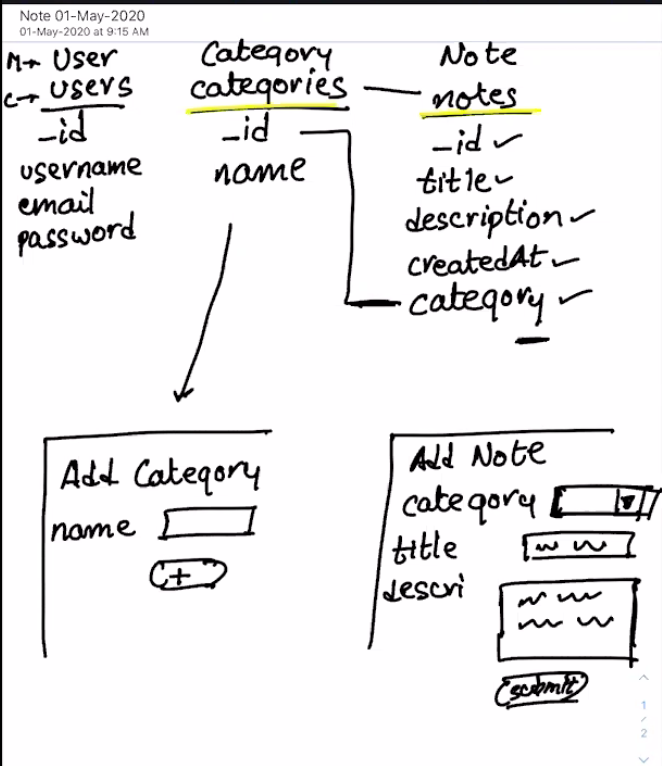 Note 01-May-2020
01-May-2020 at 9:15 AM
M→ User
C→ users
_id
username
email
password
Category
categories
_id
name
Note
notes
_id ✓
title ✓
description ✓
createdAt ✓
category ✓
Add Category
name
+
Add Note
category
title
descri
submit
1
/
2